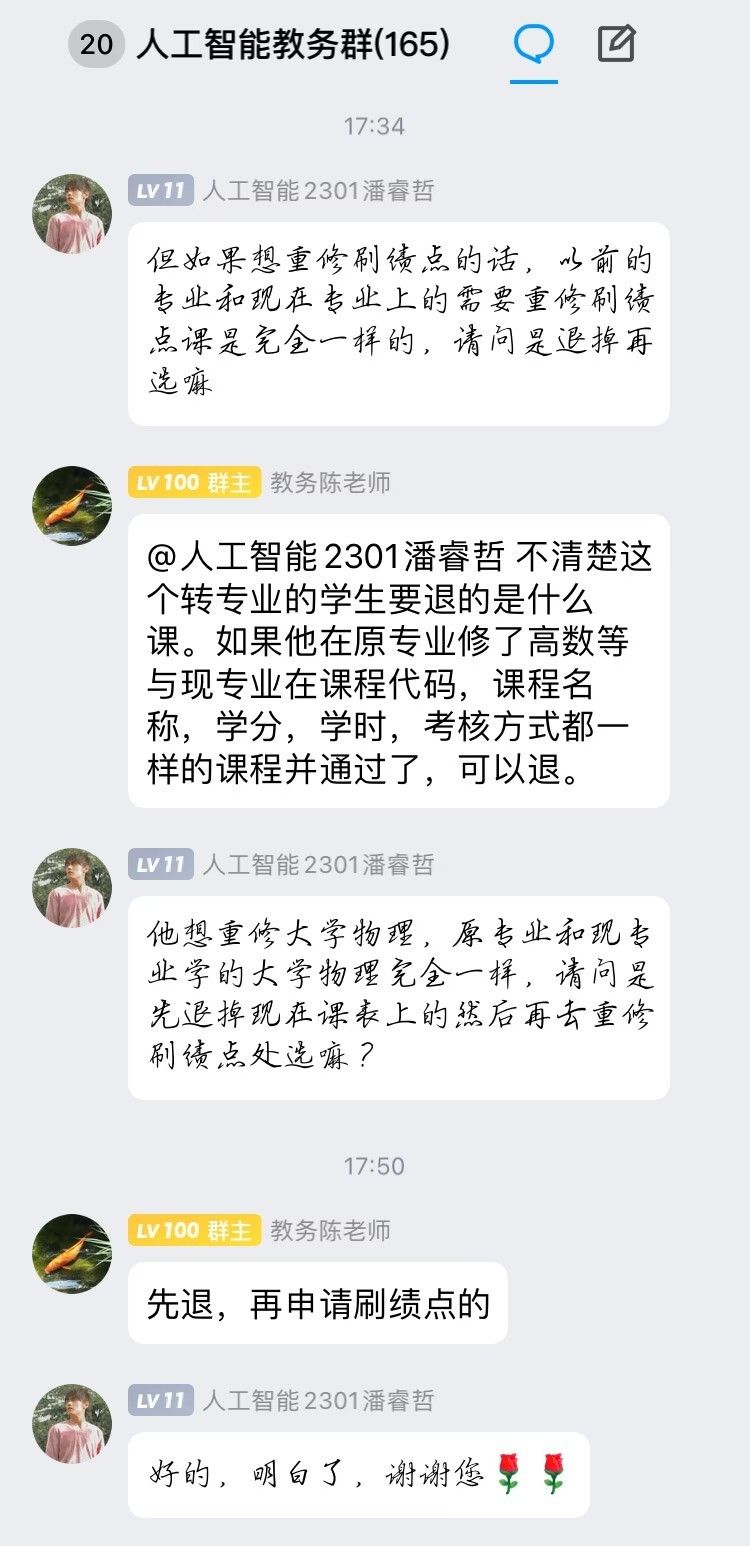 20 人工智能教务群(165)
17:34
LV 11 人工智能2301潘睿哲
但如果想重修刷绩点的话，以前的
专业和现在专业上的需要重修刷绩
点课是完全一样的，请问是退掉再
选嘛
LV 100 群主 教务陈老师
@人工智能2301潘睿哲 不清楚这
个转专业的学生要退的是什么
课。如果他在原专业修了高数等
与现专业在课程代码，课程名
称，学分，学时，考核方式都一
样的课程并通过了，可以退。
LV 11 人工智能2301潘睿哲
他想重修大学物理，原专业和现专
业学的大学物理完全一样，请问是
先退掉现在课表上的然后再去重修
刷绩点处选嘛？
17:50
LV 100 群主 教务陈老师
先退，再申请刷绩点的
LV 11 人工智能2301潘睿哲
好的，明白了，谢谢您🌹🌹